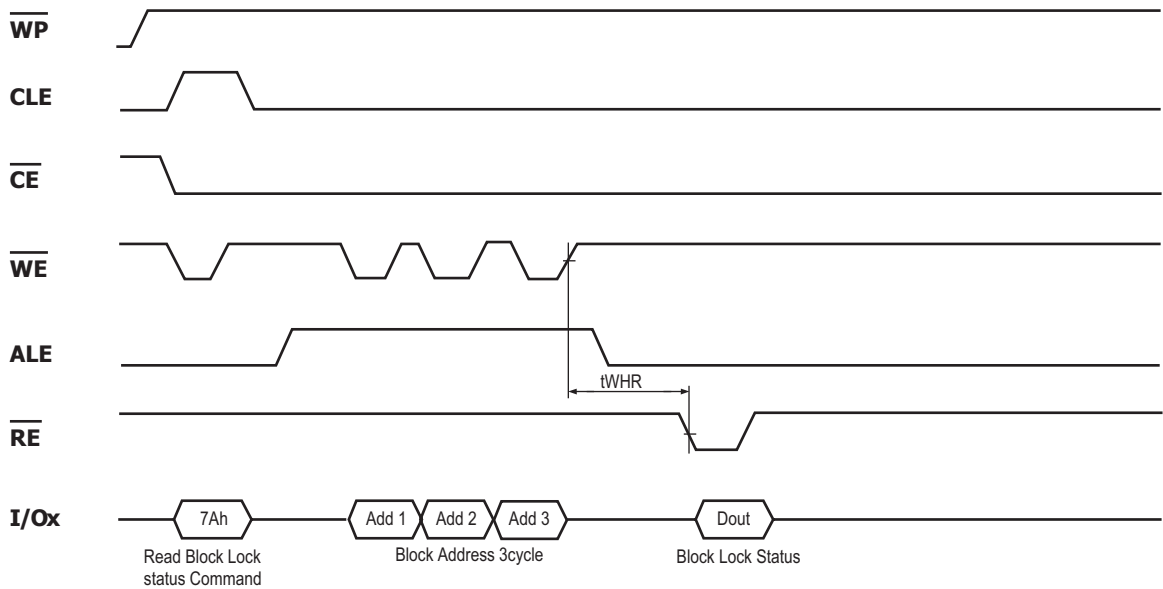 WP
CLE
CE
WE
ALE
tWHR
RE
I/Ox
7Ah
Add 1
Add 2
Add 3
Dout
Read Block Lock
status Command
Block Address 3cycle
Block Lock Status